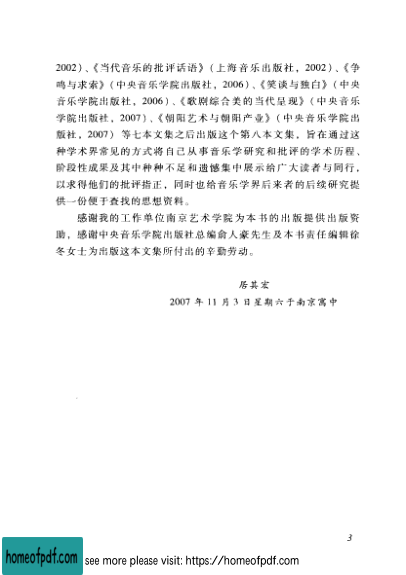 2002）、《当代音乐的批评话语》（上海音乐出版社，2002）、《争
鸣与求索》（中央音乐学院出版社，2006）、《笑谈与独白》（中央
音乐学院出版社，2006）、《歌剧综合美的当代呈现》（中央音乐
学院出版社，2007）、《朝阳艺术与朝阳产业》（中央音乐学院出
版社，2007）等七本文集之后出版这个第八本文集，旨在通过这
种学术界常见的方式将自己从事音乐学研究和批评的学术历程、
阶段性成果及其中种种不足和遗憾集中展示给广大读者与同行，
以求得他们的批评指正，同时也给音乐学界后来者的后续研究提
供一份便于查找的思想资料。
感谢我的工作单位南京艺术学院为本书的出版提供出版资
助，感谢中央音乐学院出版社总编俞人豪先生及本书责任编辑徐
冬女士为出版这本文集所付出的辛勤劳动。
居其宏
2007 年 11 月 3 日星期六于南京寓中
3
homeofpdf.com
see more please visit: https://homeofpdf.com